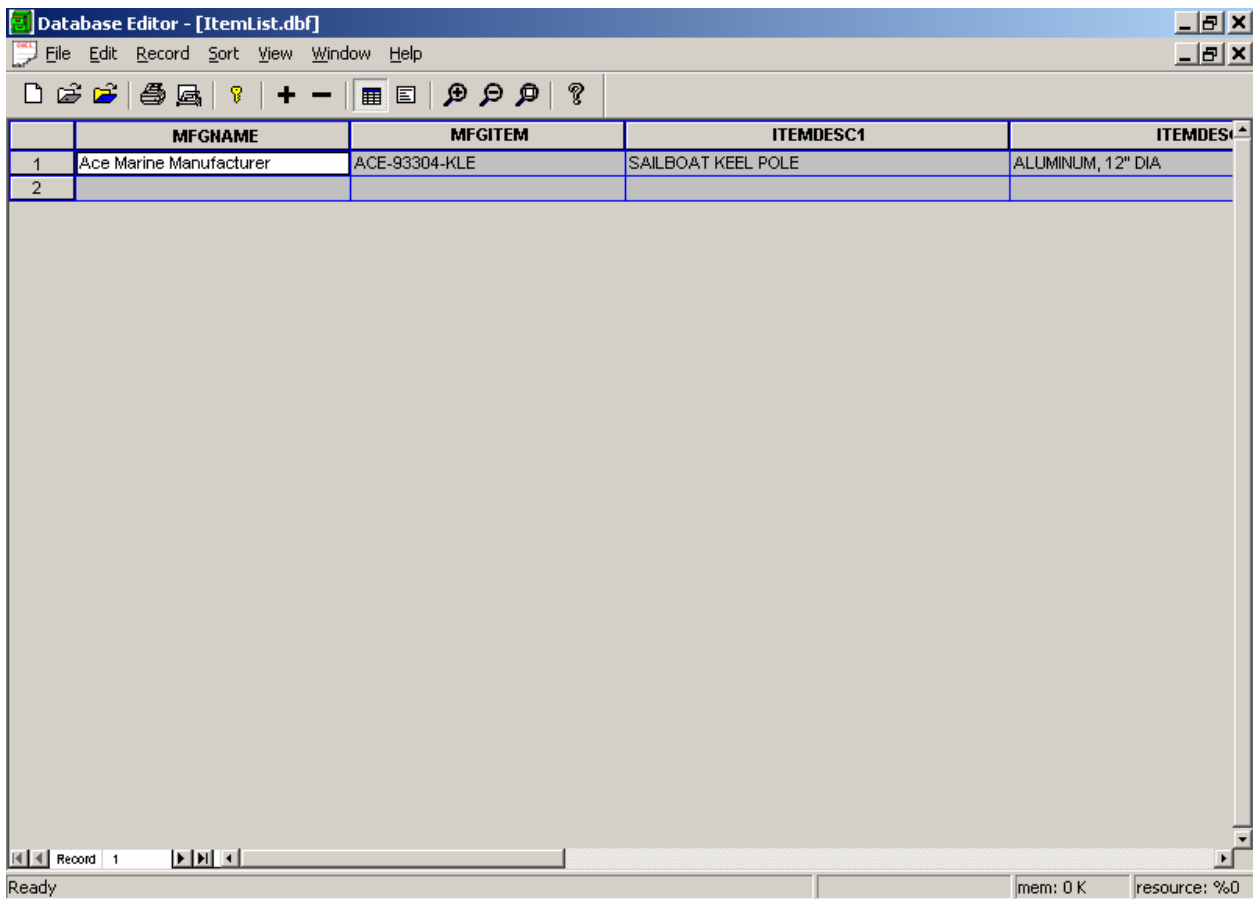 Database Editor - [ItemList.dbf]
File Edit Record Sort View Window Help
MFGNAME MFGITEM ITEMDESC1 ITEMDES
1 Ace Marine Manufacturer ACE-93304-KLE SAILBOAT KEEL POLE ALUMINUM, 12" DIA
2
Record 1
Ready mem: 0 K resource: %0